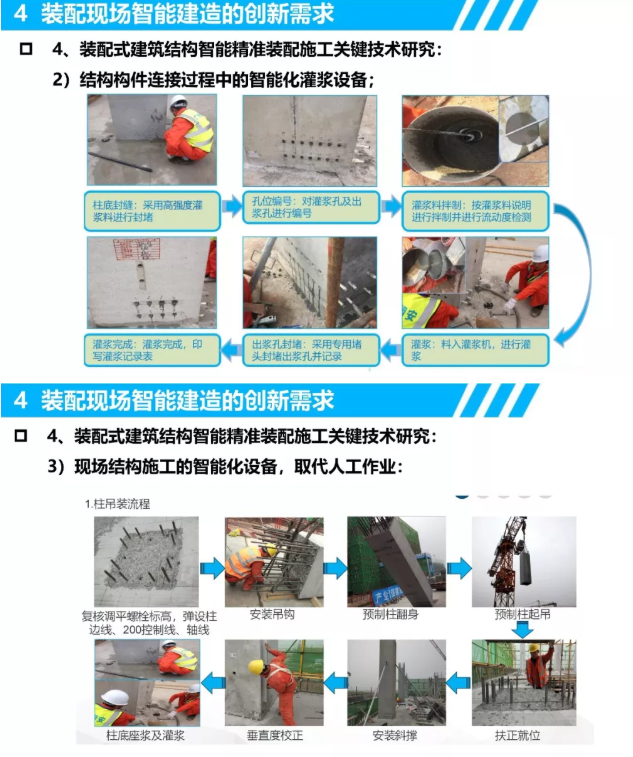 4 装配现场智能建造的创新需求
4、装配式建筑结构智能精准装配施工关键技术研究：
2）结构构件连接过程中的智能化灌浆设备；
柱底封缝：采用高强度灌
浆料进行封堵
孔位编号：对灌浆孔及出
浆孔进行编号
灌浆料拌制：按灌浆料说明
进行拌制并进行流动度检测
灌浆完成：灌浆完成，印
写灌浆记录表
出浆孔封堵：采用专用堵
头封堵出浆孔并记录
灌浆：料入灌浆机，进行灌
浆
4 装配现场智能建造的创新需求
4、装配式建筑结构智能精准装配施工关键技术研究：
3）现场结构施工的智能化设备，取代人工作业：
1.柱吊装流程
复核调平螺栓标高，弹设柱
边线、200控制线、轴线
安装吊钩
预制柱翻身
预制柱起吊
柱底座浆及灌浆
垂直度校正
安装斜撑
扶正就位